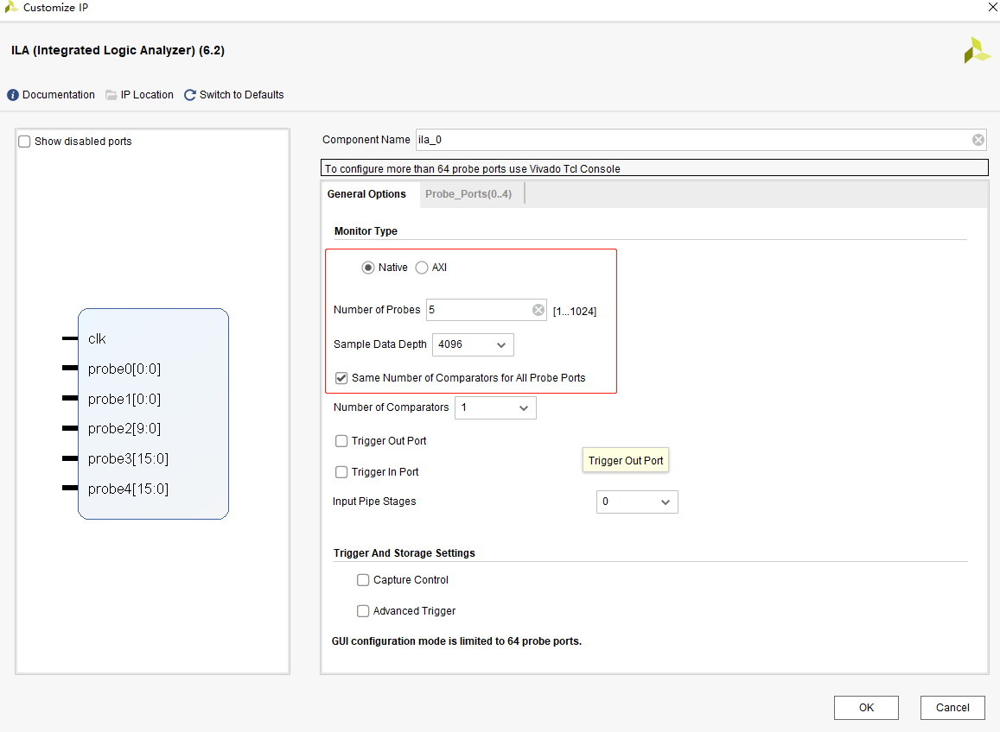 Customize IP
ILA (Integrated Logic Analyzer) (6.2)
Documentation IP Location Switch to Defaults
Show disabled ports
clk
probe0[0:0]
probe1[0:0]
probe2[9:0]
probe3[15:0]
probe4[15:0]
Component Name ila_0
To configure more than 64 probe ports use Vivado Tcl Console
General Options Probe_Ports(0..4)
Monitor Type
Native AXI
Number of Probes 5 [1...1024]
Sample Data Depth 4096
Same Number of Comparators for All Probe Ports
Number of Comparators 1
Trigger Out Port
Trigger Out Port
Trigger In Port
Input Pipe Stages 0
Trigger And Storage Settings
Capture Control
Advanced Trigger
GUI configuration mode is limited to 64 probe ports.
OK Cancel